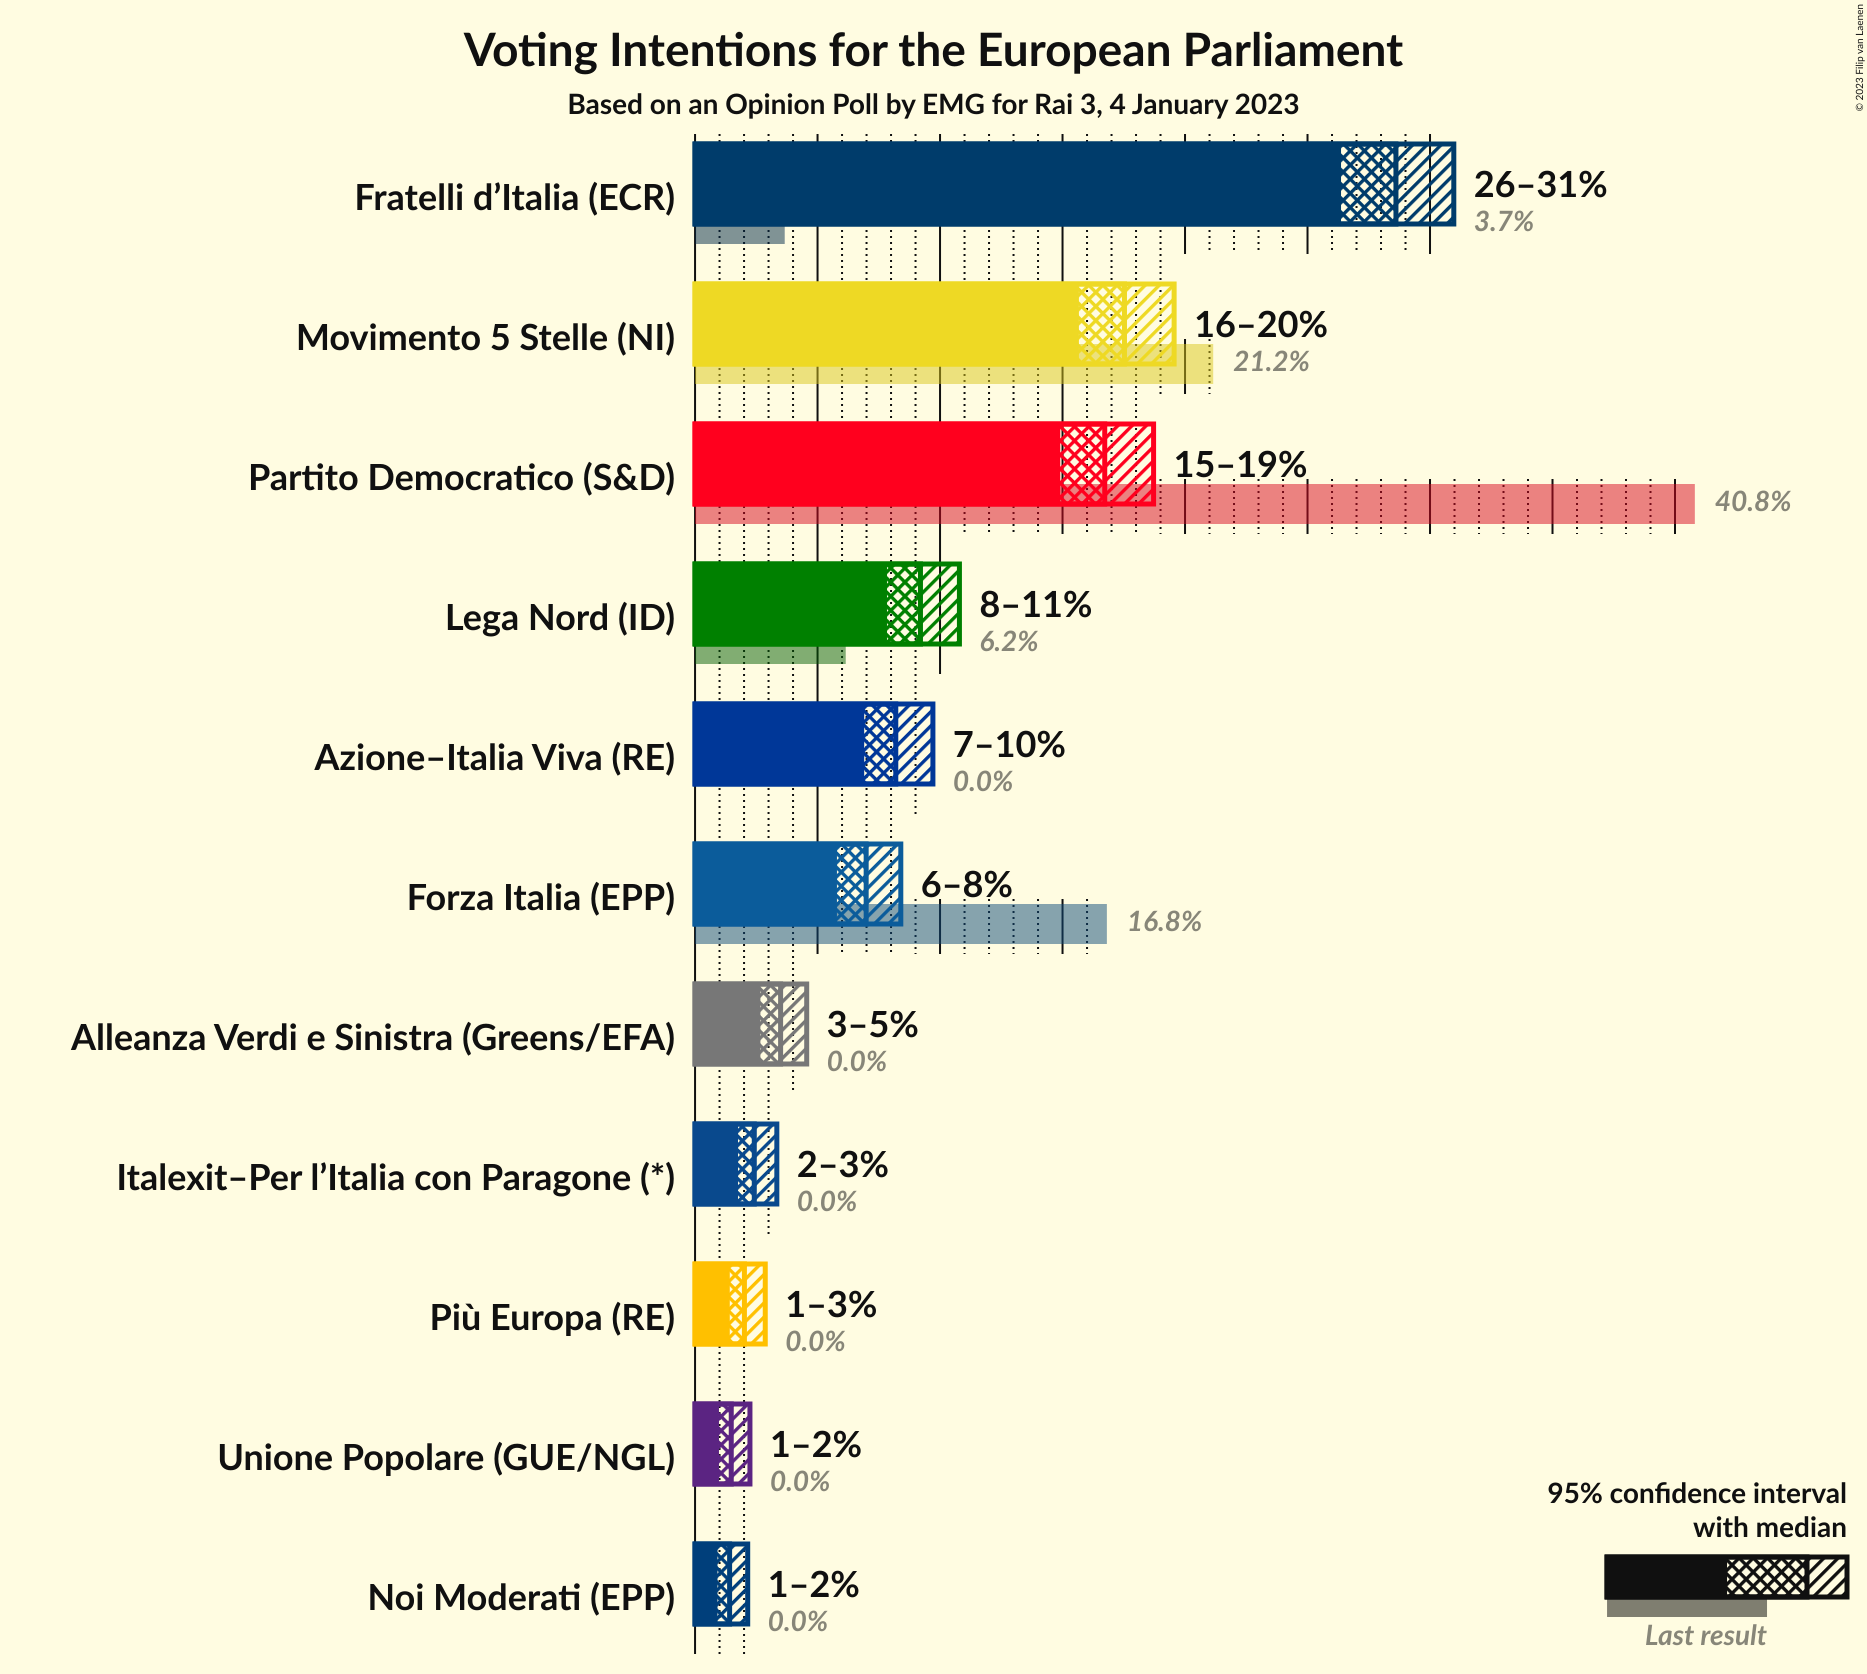 Voting Intentions for the European Parliament
Based on an Opinion Poll by EMG for Rai 3, 4 January 2023
© 2023 Filip van Laenen
Fratelli d’Italia (ECR)
26–31%
3.7%
Movimento 5 Stelle (NI)
16–20%
21.2%
Partito Democratico (S&D)
15–19%
40.8%
Lega Nord (ID)
8–11%
6.2%
Azione–Italia Viva (RE)
7–10%
0.0%
Forza Italia (EPP)
6–8%
16.8%
Alleanza Verdi e Sinistra (Greens/EFA)
3–5%
0.0%
Italexit–Per l’Italia con Paragone (*)
2–3%
0.0%
Più Europa (RE)
1–3%
0.0%
Unione Popolare (GUE/NGL)
1–2%
0.0%
Noi Moderati (EPP)
1–2%
0.0%
95% confidence interval
with median
Last result